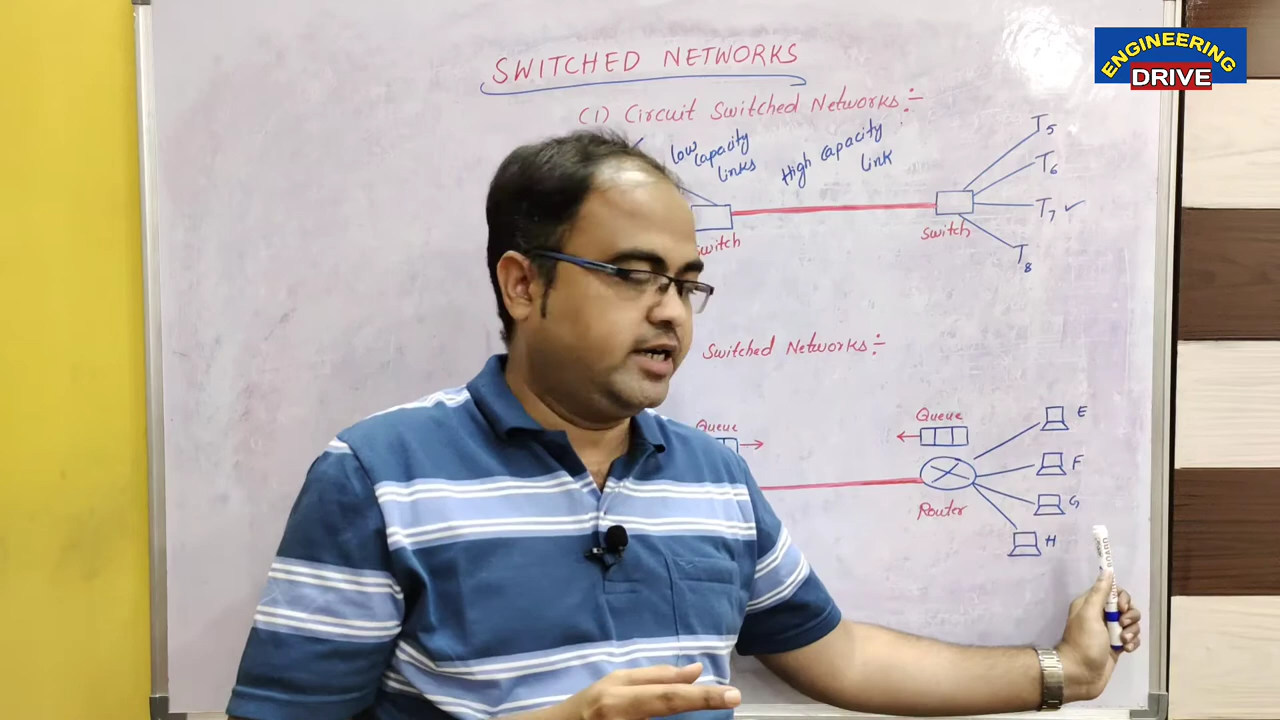 ENGINEERING
DRIVE
SWITCHED NETWORKS
(1) Circuit Switched Networks :-
Low capacity links
High capacity link
T5
T6
T7 ✓
T8
switch
switch
Switched Networks :-
Queue
Queue
E
F
G
H
Router